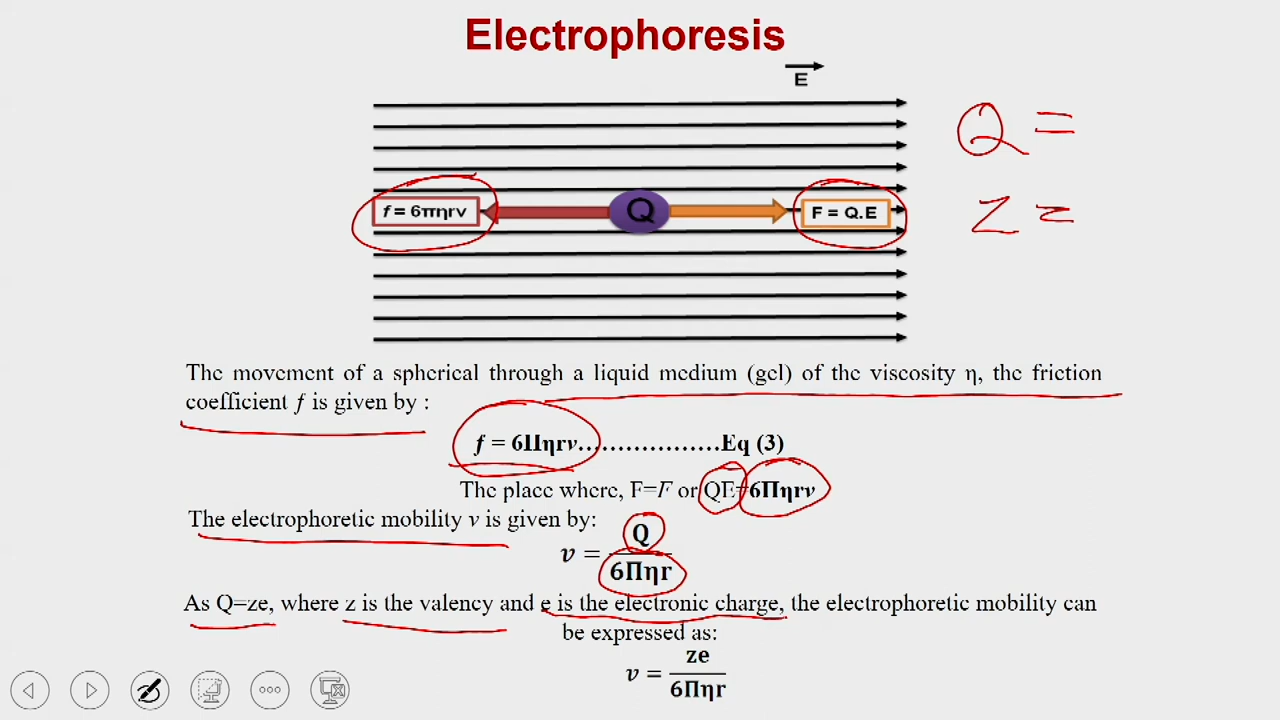 Electrophoresis
E
Q =
f = 6πηrv
Q
F = Q.E
Z =
The movement of a spherical through a liquid medium (gel) of the viscosity η, the friction
coefficient f is given by :
f = 6Πηrv………………Eq (3)
The place where, F=F or QE=6Πηrv
The electrophoretic mobility v is given by:
v = Q
6Πηr
As Q=ze, where z is the valency and e is the electronic charge, the electrophoretic mobility can
be expressed as:
v = ze
6Πηr